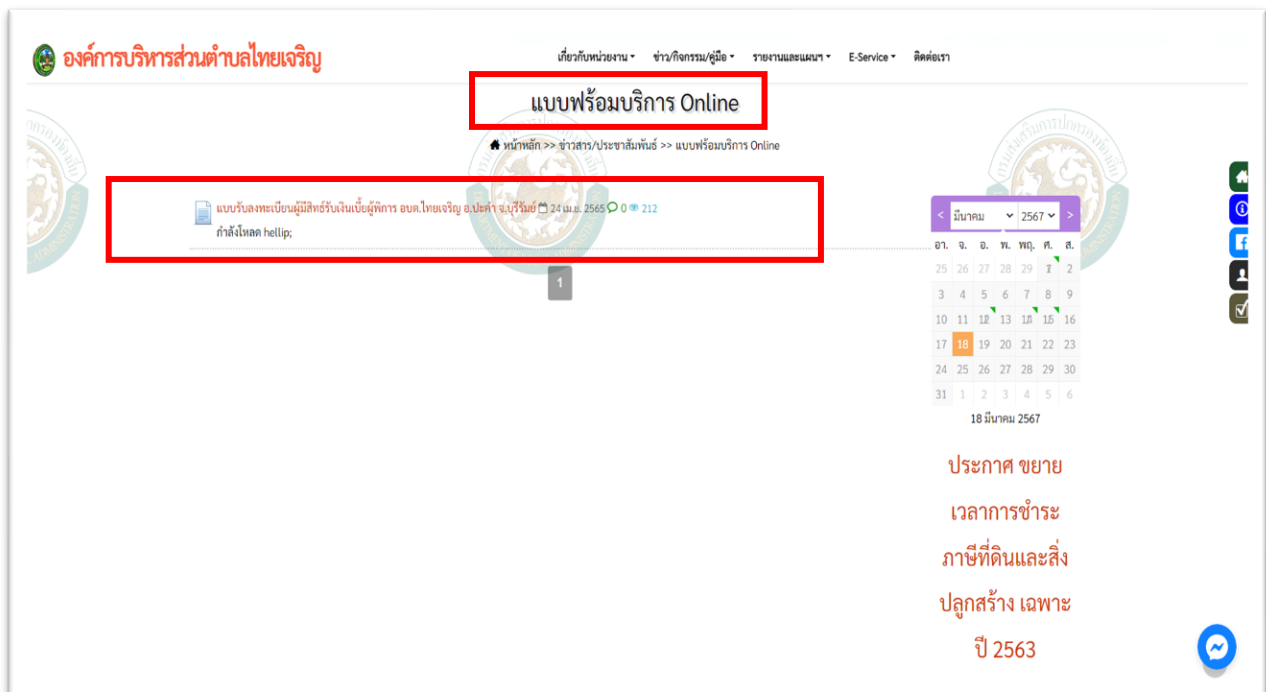 องค์การบริหารส่วนตำบลไทยเจริญ
เกี่ยวกับหน่วยงาน ข่าว/กิจกรรม/คู่มือ รายงานและแผนฯ E-Service ติดต่อเรา
แบบฟร้อมบริการ Online
หน้าหลัก >> ข่าวสาร/ประชาสัมพันธ์ >> แบบฟร้อมบริการ Online
แบบรับลงทะเบียนผู้มีสิทธิ์รับเงินเบี้ยผู้พิการ อบต.ไทยเจริญ อ.ปะคำ จ.บุรีรัมย์ 24 เม.ย. 2565 0 212
กำลังโหลด hellip;
1
< มีนาคม 2567 >
อา. จ. อ. พ. พฤ. ศ. ส.
25 26 27 28 29 1 2
3 4 5 6 7 8 9
10 11 12 13 14 15 16
17 18 19 20 21 22 23
24 25 26 27 28 29 30
31 1 2 3 4 5 6
18 มีนาคม 2567
ประกาศ ขยาย
เวลาการชำระ
ภาษีที่ดินและสิ่ง
ปลูกสร้าง เฉพาะ
ปี 2563